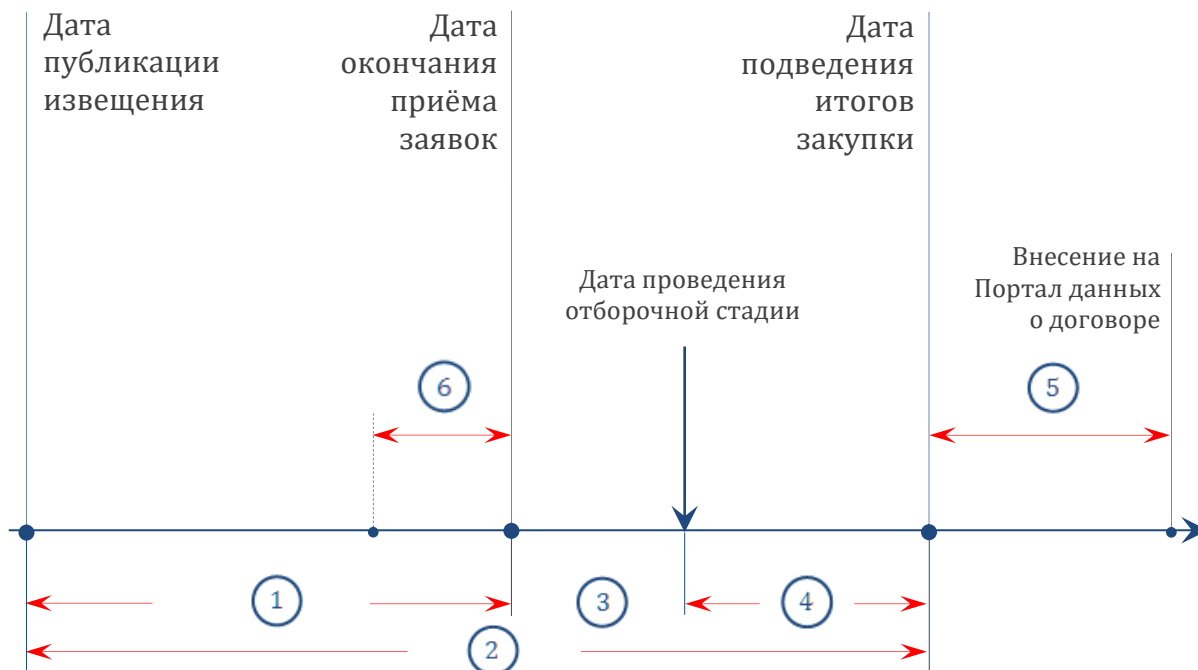 Дата
публикации
извещения
Дата
окончания
приёма
заявок
Дата
подведения
итогов
закупки
Дата проведения
отборочной стадии
Внесение на
Портал данных
о договоре
6
5
1
3
4
2